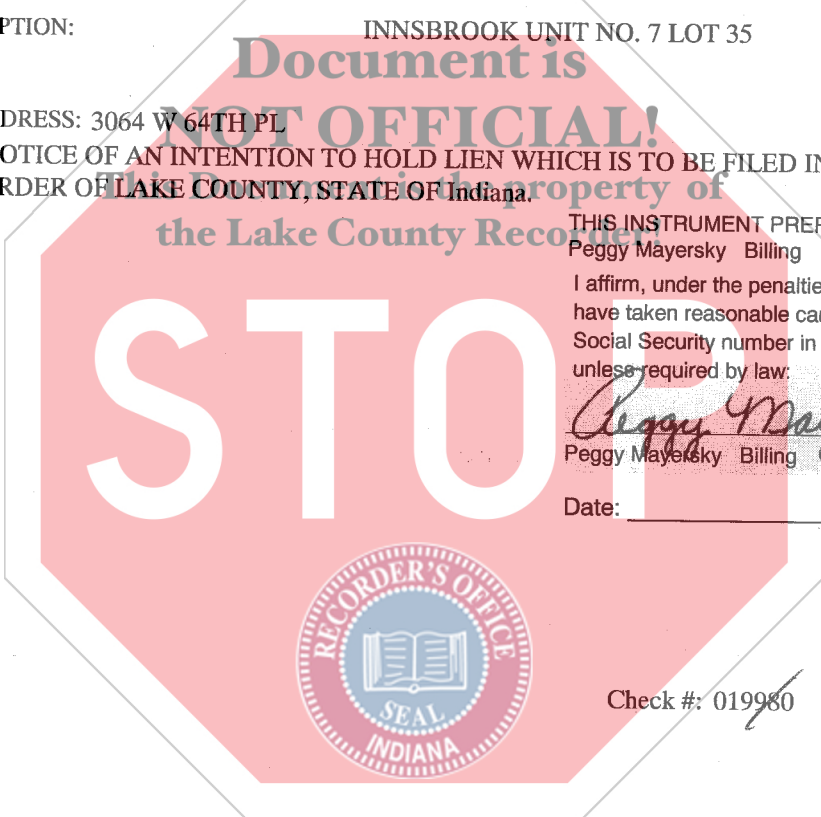 PTION: INNSBROOK UNIT NO. 7 LOT 35
Document is
NOT OFFICIAL!
DRESS: 3064 W 64TH PL
OTICE OF AN INTENTION TO HOLD LIEN WHICH IS TO BE FILED IN
RDER OF LAKE COUNTY, STATE OF Indiana.
This Document is the property of
the Lake County Recorder!
THIS INSTRUMENT PREP
Peggy Mayersky Billing
I affirm, under the penaltie
have taken reasonable ca
Social Security number in
unless required by law:
Peggy Ma
Peggy Mayersky Billing
Date:
STOP
RECORDER'S OFFICE
SEAL
INDIANA
Check #: 019980